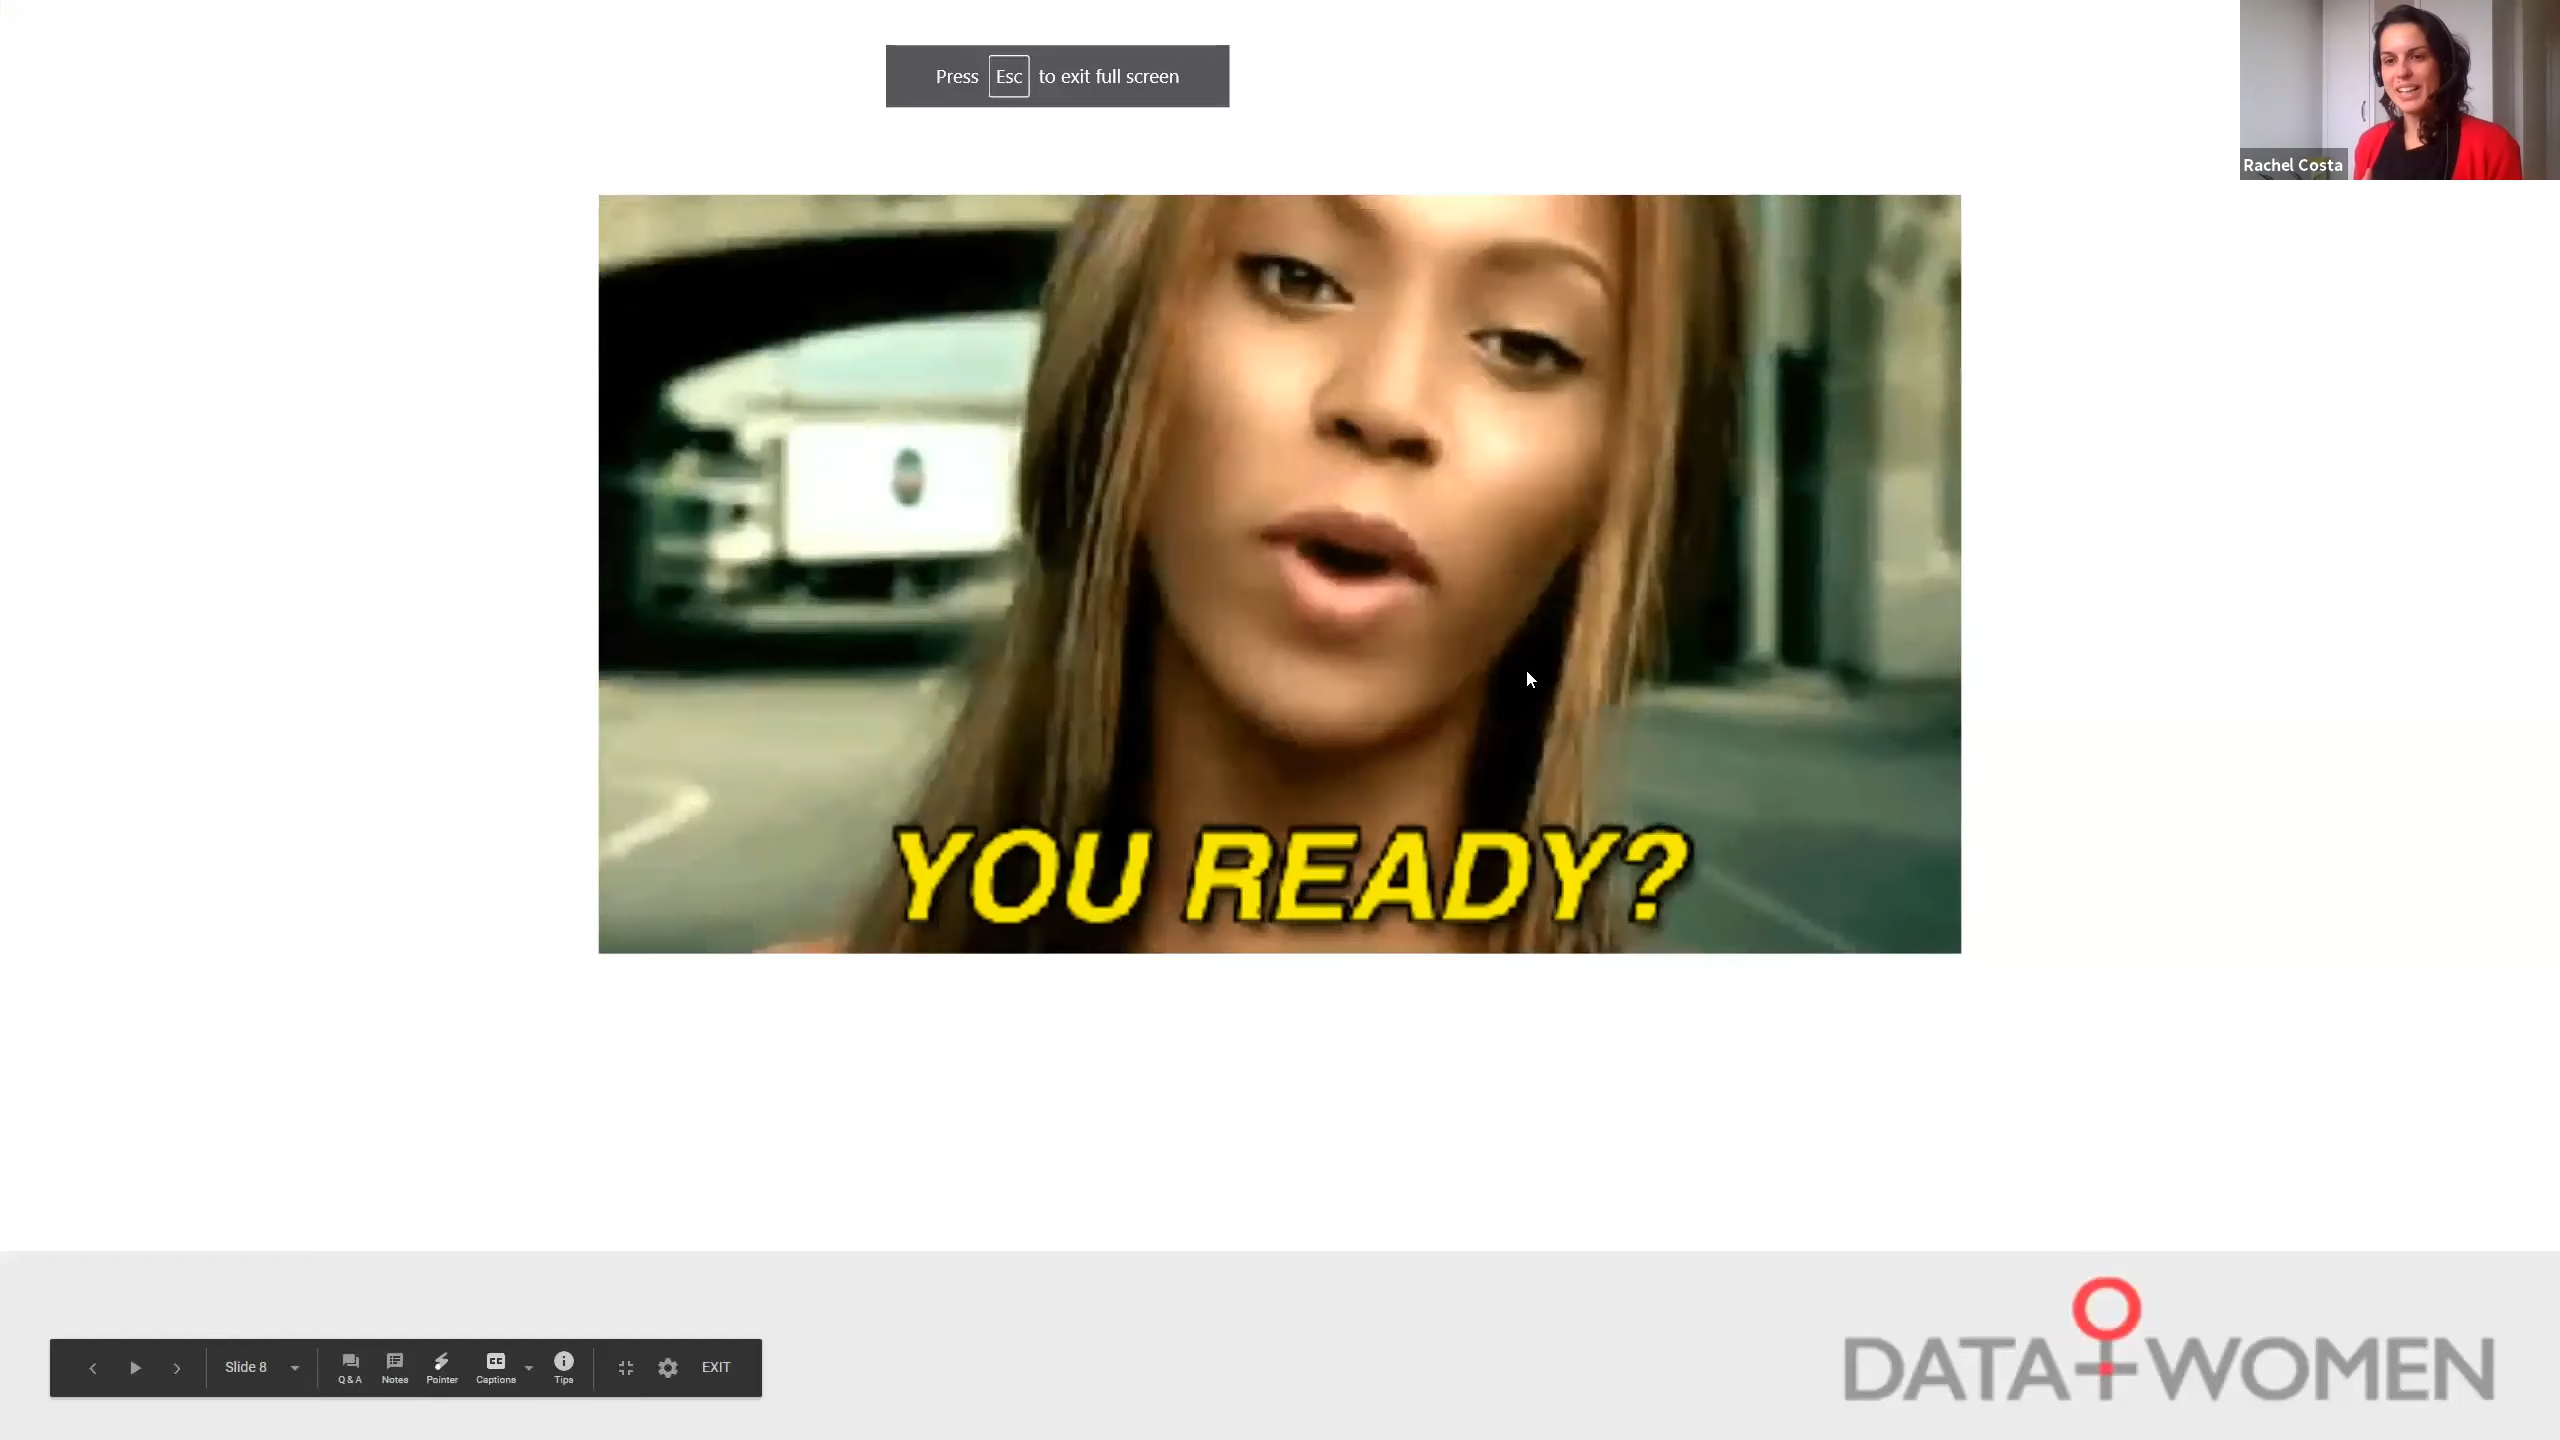 Press Esc to exit full screen
Rachel Costa
YOU READY?
DATA WOMEN
Slide 8
Q & A
Notes
Pointer
Captions
Tips
EXIT